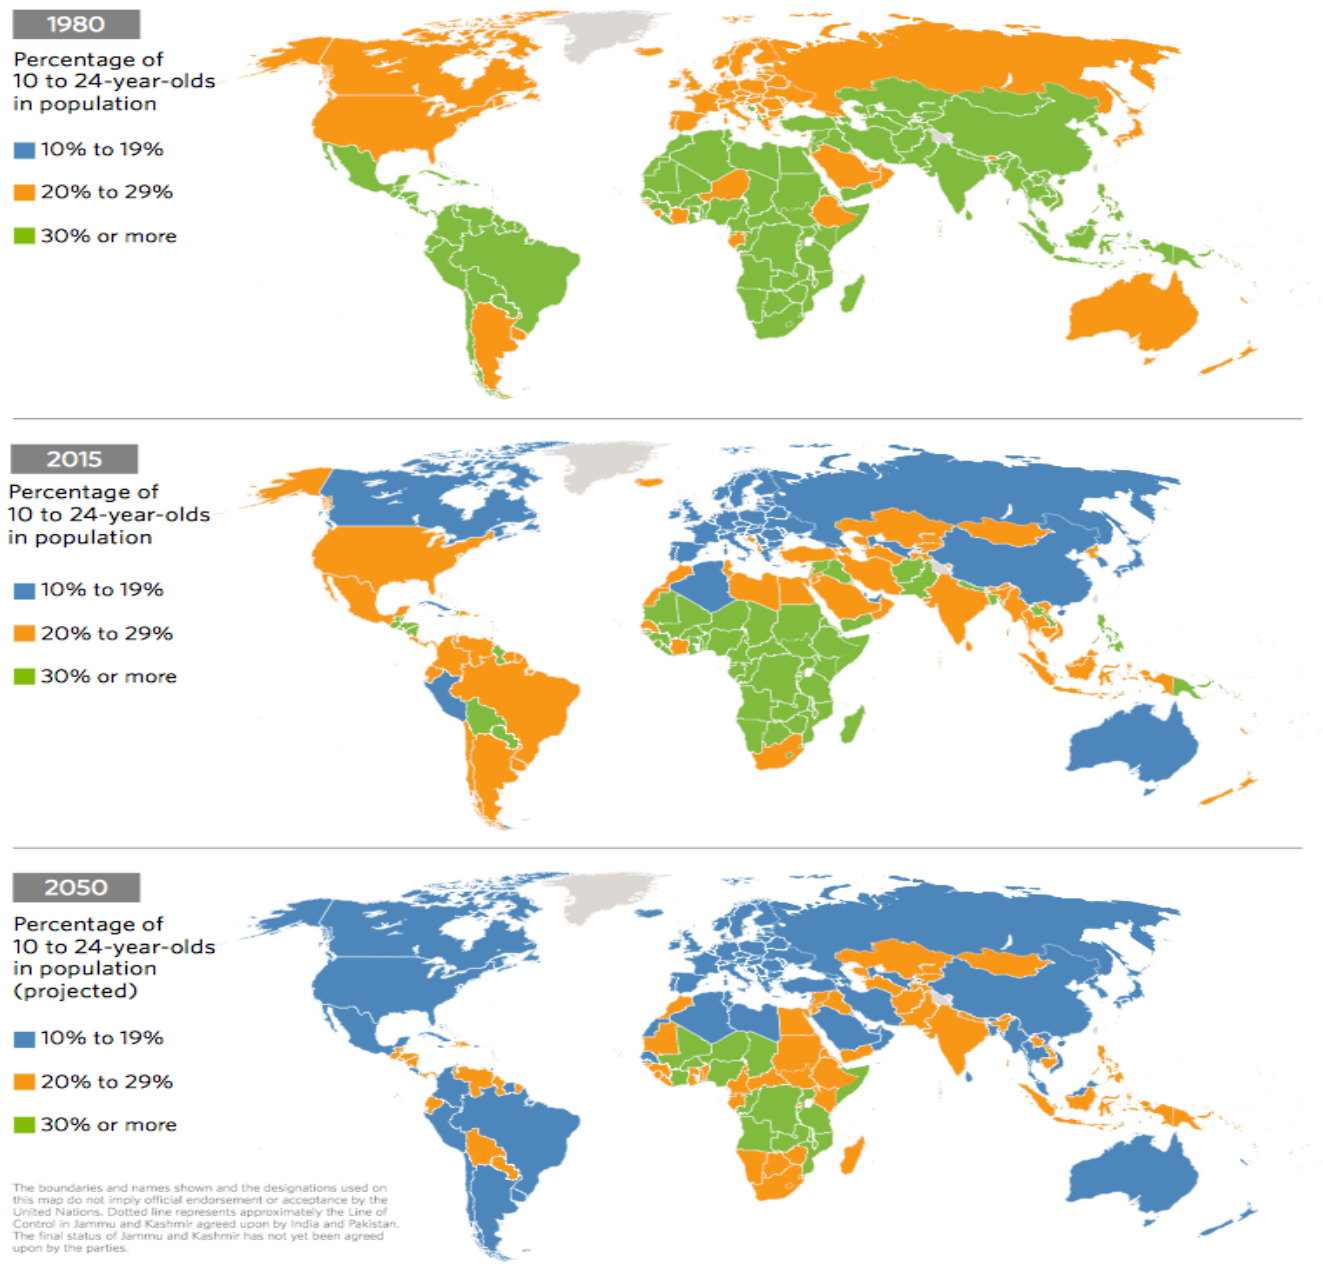 1980
Percentage of
10 to 24-year-olds
in population
10% to 19%
20% to 29%
30% or more
2015
Percentage of
10 to 24-year-olds
in population
10% to 19%
20% to 29%
30% or more
2050
Percentage of
10 to 24-year-olds
in population
(projected)
10% to 19%
20% to 29%
30% or more
The boundaries and names shown and the designations used on
this map do not imply official endorsement or acceptance by the
United Nations. Dotted line represents approximately the Line of
Control in Jammu and Kashmir agreed upon by India and Pakistan.
The final status of Jammu and Kashmir has not yet been agreed
upon by the parties.